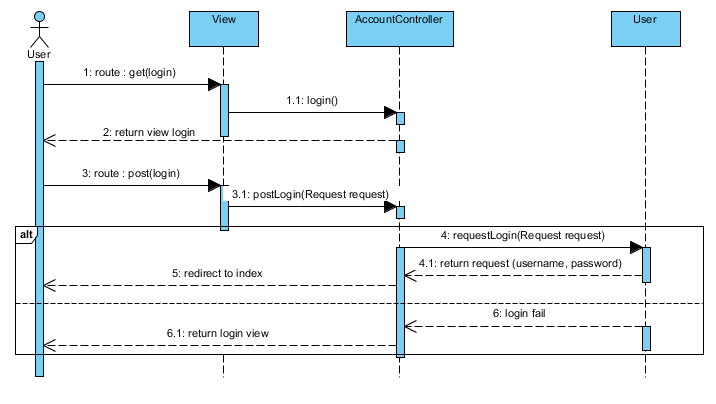 View
AccountController
User
User
1: route : get(login)
1.1: login()
2: return view login
3: route : post(login)
3.1: postLogin(Request request)
alt
4: requestLogin(Request request)
4.1: return request (username, password)
5: redirect to index
6: login fail
6.1: return login view